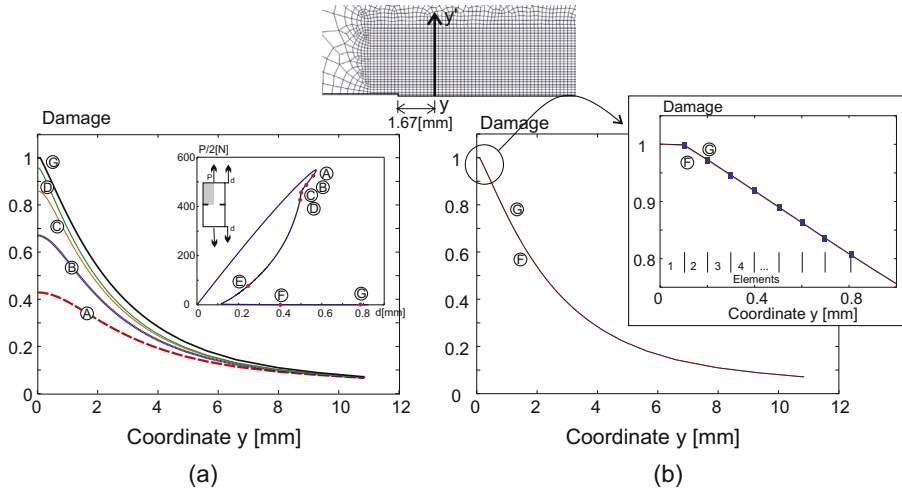 y'
y
1.67[mm]
Damage
P/2[N]
600
400
200
0
0.2
0.4
0.6
0.8
d[mm]
P
d
d
A
B
C
D
E
F
G
1
0.8
0.6
0.4
0.2
0
G
D
C
B
A
0
2
4
6
8
10
12
Coordinate y [mm]
(a)
Damage
1
0.8
0.6
0.4
0.2
0
G
F
0
2
4
6
8
10
12
Coordinate y [mm]
(b)
Damage
1
0.9
0.8
F
G
1 2 3 4 ...
Elements
0
0.4
0.8
Coordinate y [mm]